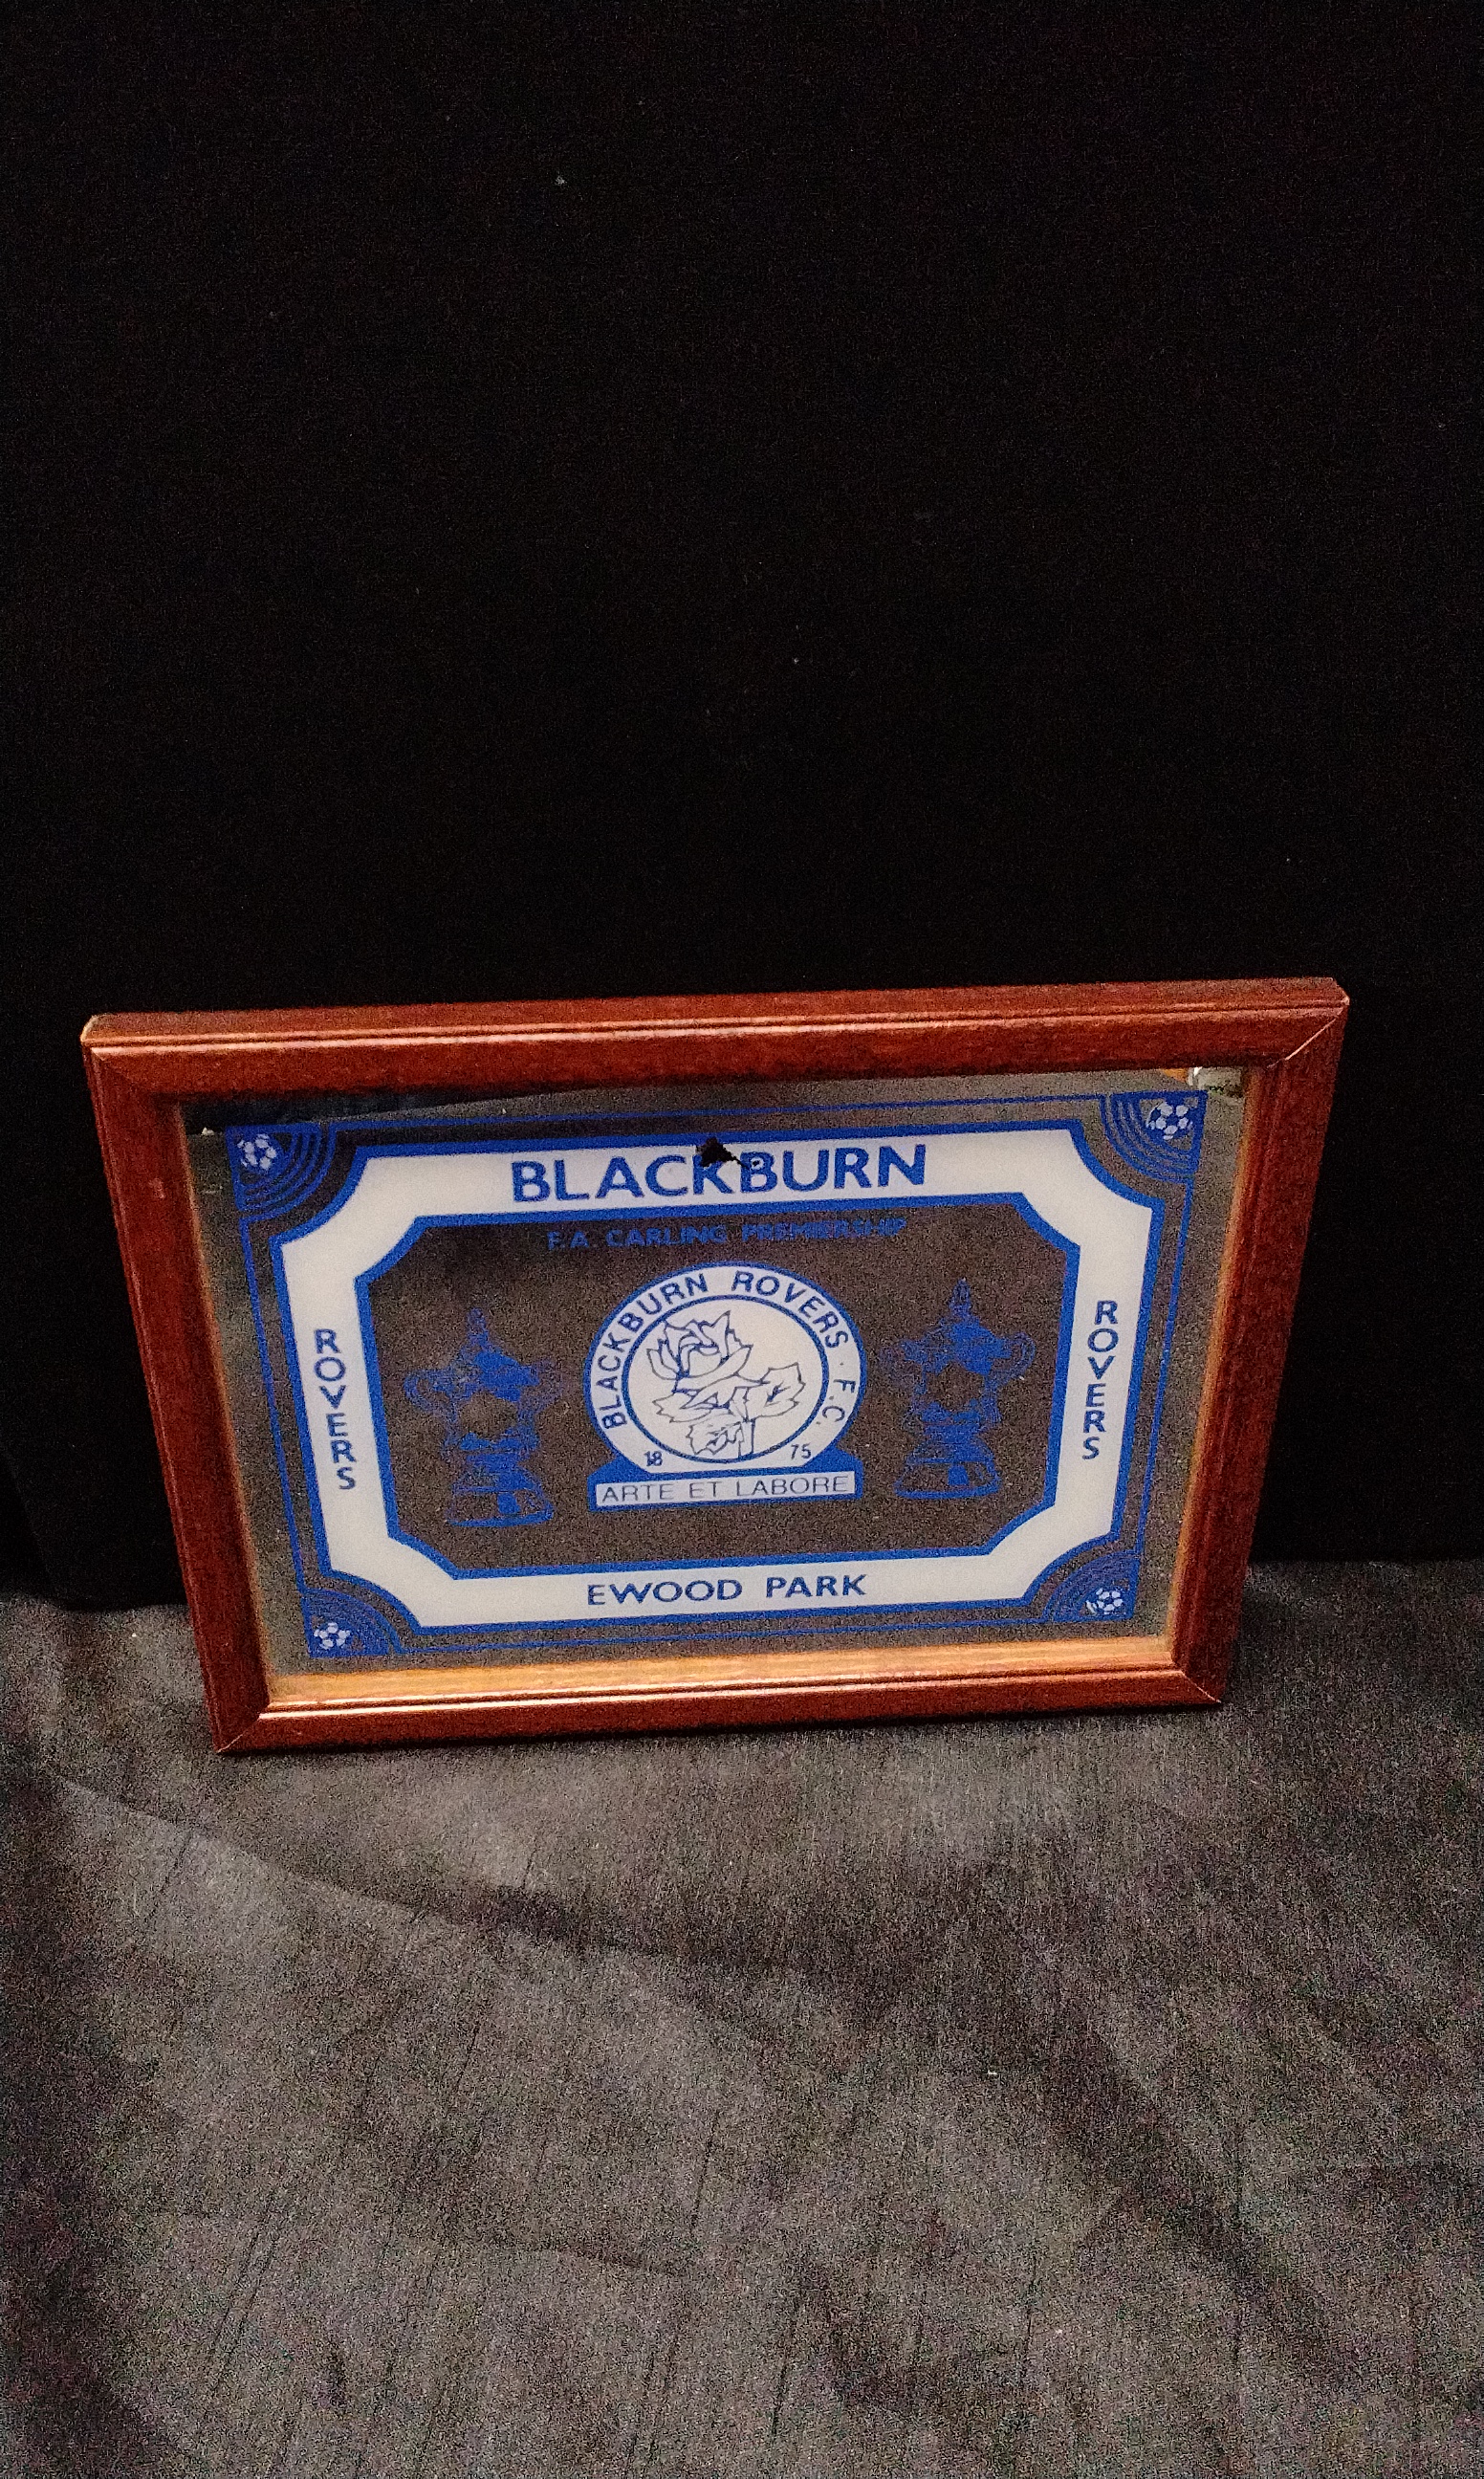 BLACKBURN
F.A. CARLING PREMIERSHIP
BLACKBURN ROVERS · F.C.
ROVERS
ROVERS
18 75
ARTE ET LABORE
EWOOD PARK